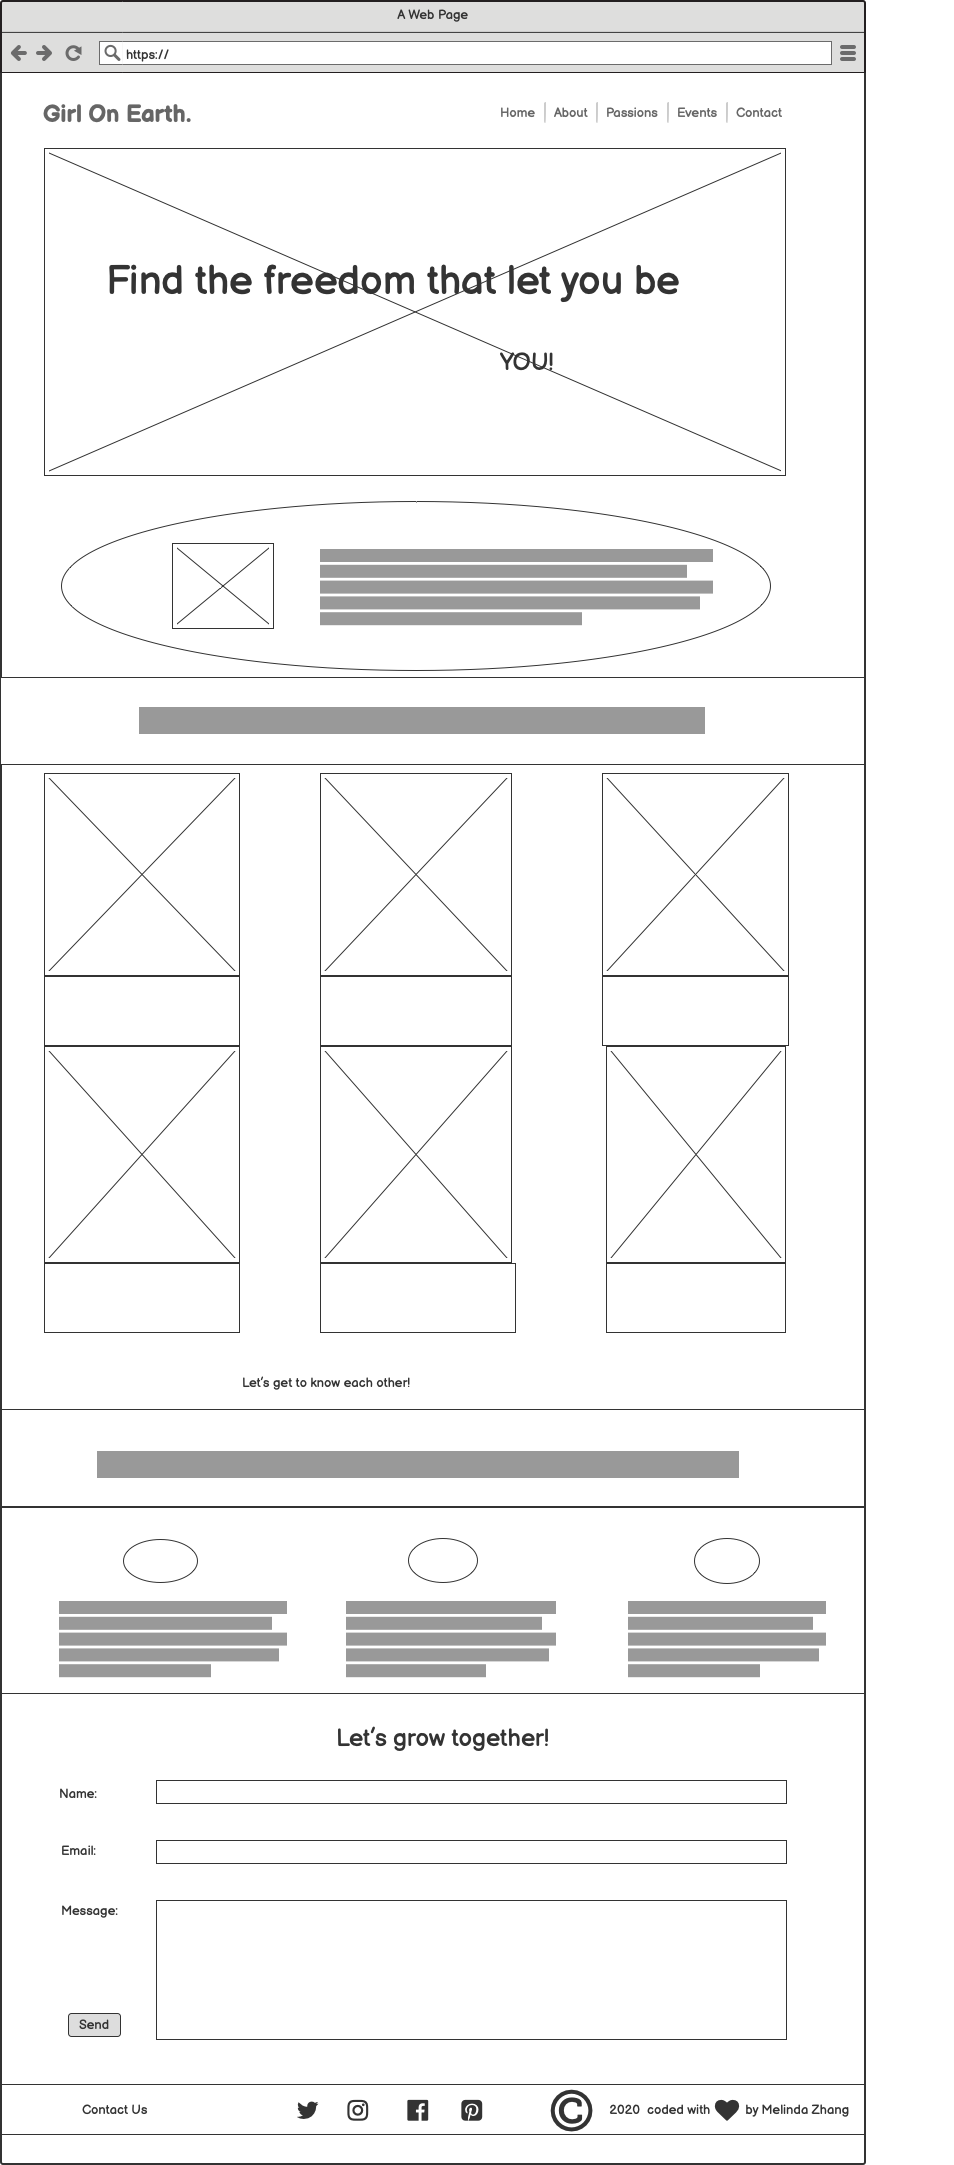 A Web Page
https://
Girl On Earth.
Home About Passions Events Contact
Find the freedom that let you be
YOU!
Let's get to know each other!
Let's grow together!
Name:
Email:
Message:
Send
Contact Us © 2020 coded with by Melinda Zhang